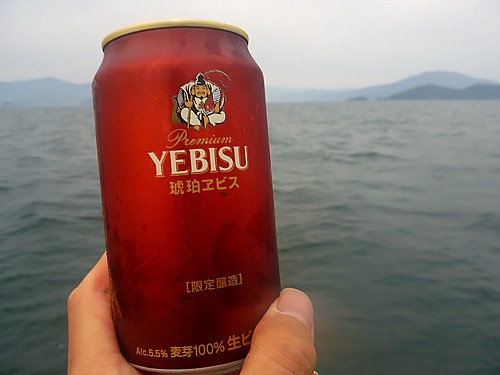 Premium
YEBISU
琥珀ヱビス
[限定醸造]
Alc.5.5% 麦芽100% 生ビ